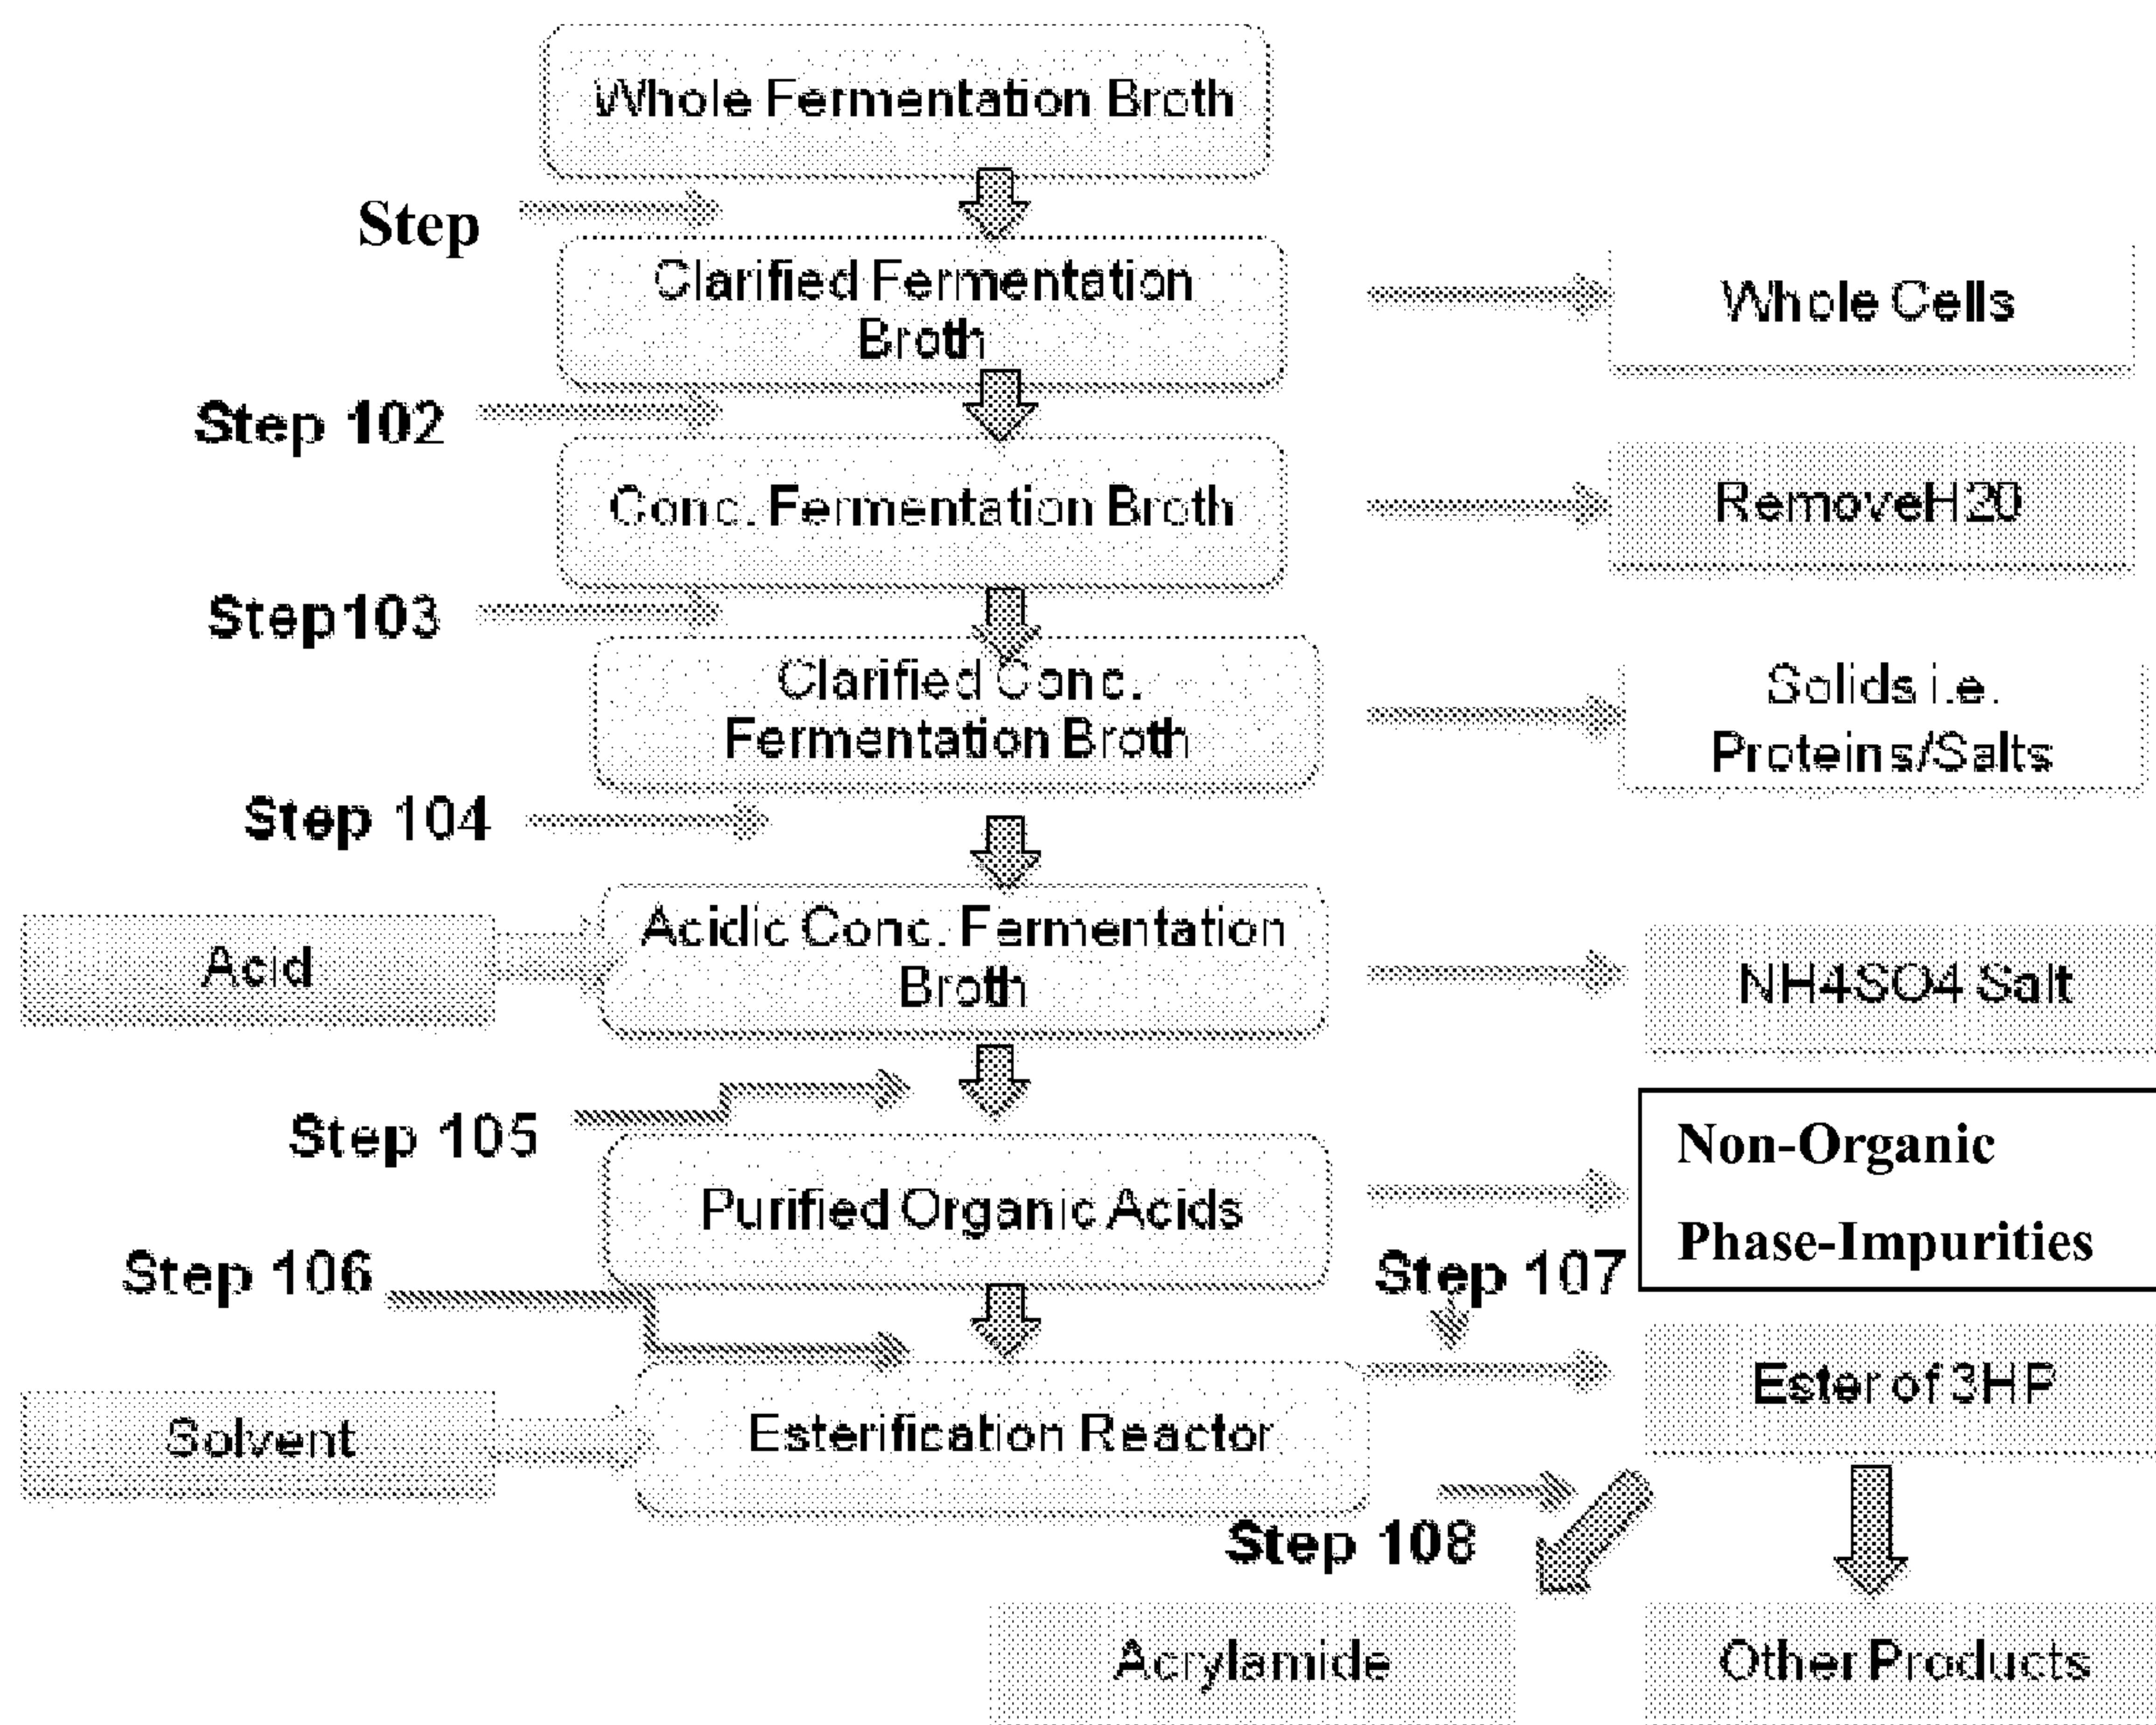 Whole Fermentation Broth
Step
Clarified Fermentation
Broth
Whole Cells
Step 102
Conc. Fermentation Broth
RemoveH20
Step103
Clarified Conc.
Fermentation Broth
Solids i.e.
Proteins/Salts
Step 104
Acid
Acidic Conc. Fermentation
Broth
NH4SO4 Salt
Step 105
Purified Organic Acids
Non-Organic
Phase-Impurities
Step 106
Step 107
Solvent
Esterification Reactor
Ester of 3HP
Step 108
Acrylamide
Other Products